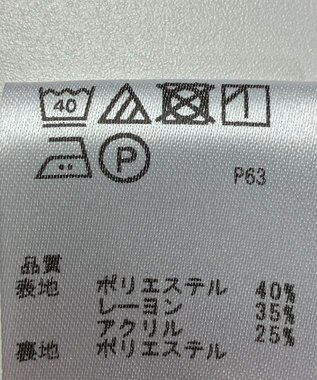 40
P
P63
品質
表地 ポリエステル 40%
レーヨン 35%
アクリル 25%
裏地 ポリエステル